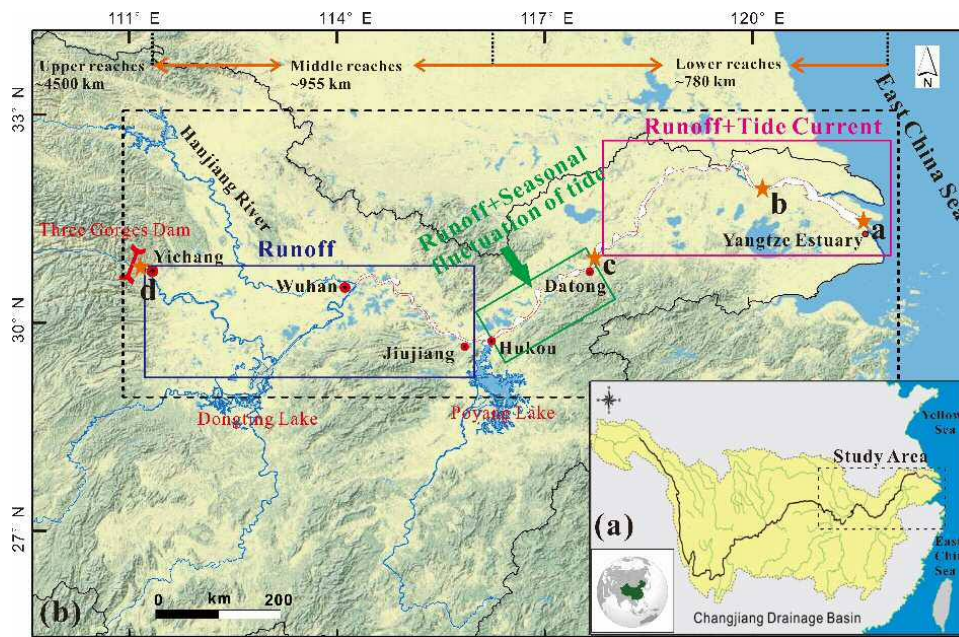 111° E
114° E
117° E
120° E
Upper reaches
~4500 km
Middle reaches
~955 km
Lower reaches
~780 km
N
33° N
30° N
27° N
East China Sea
Hanjiang River
Runoff+Tide Current
Runoff+Seasonal
fluctuation of tide
b
a
Yangtze Estuary
Three Gorges Dam
Yichang
d
Runoff
Wuhan
c
Datong
Jiujiang
Hukou
Dongting Lake
Poyang Lake
Yellow
Sea
Study Area
(a)
East
China
Sea
Changjiang Drainage Basin
(b)
km
0
200